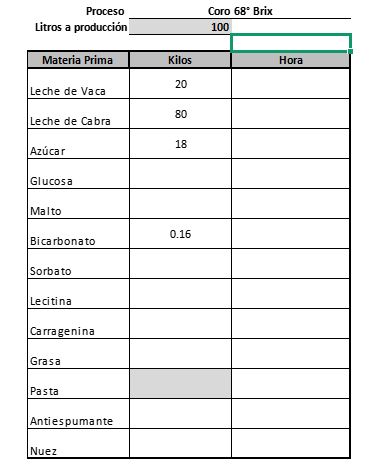 Proceso Coro 68° Brix
Litros a producción 100
Materia Prima Kilos Hora
Leche de Vaca 20
Leche de Cabra 80
Azúcar 18
Glucosa
Malto
Bicarbonato 0.16
Sorbato
Lecitina
Carragenina
Grasa
Pasta
Antiespumante
Nuez